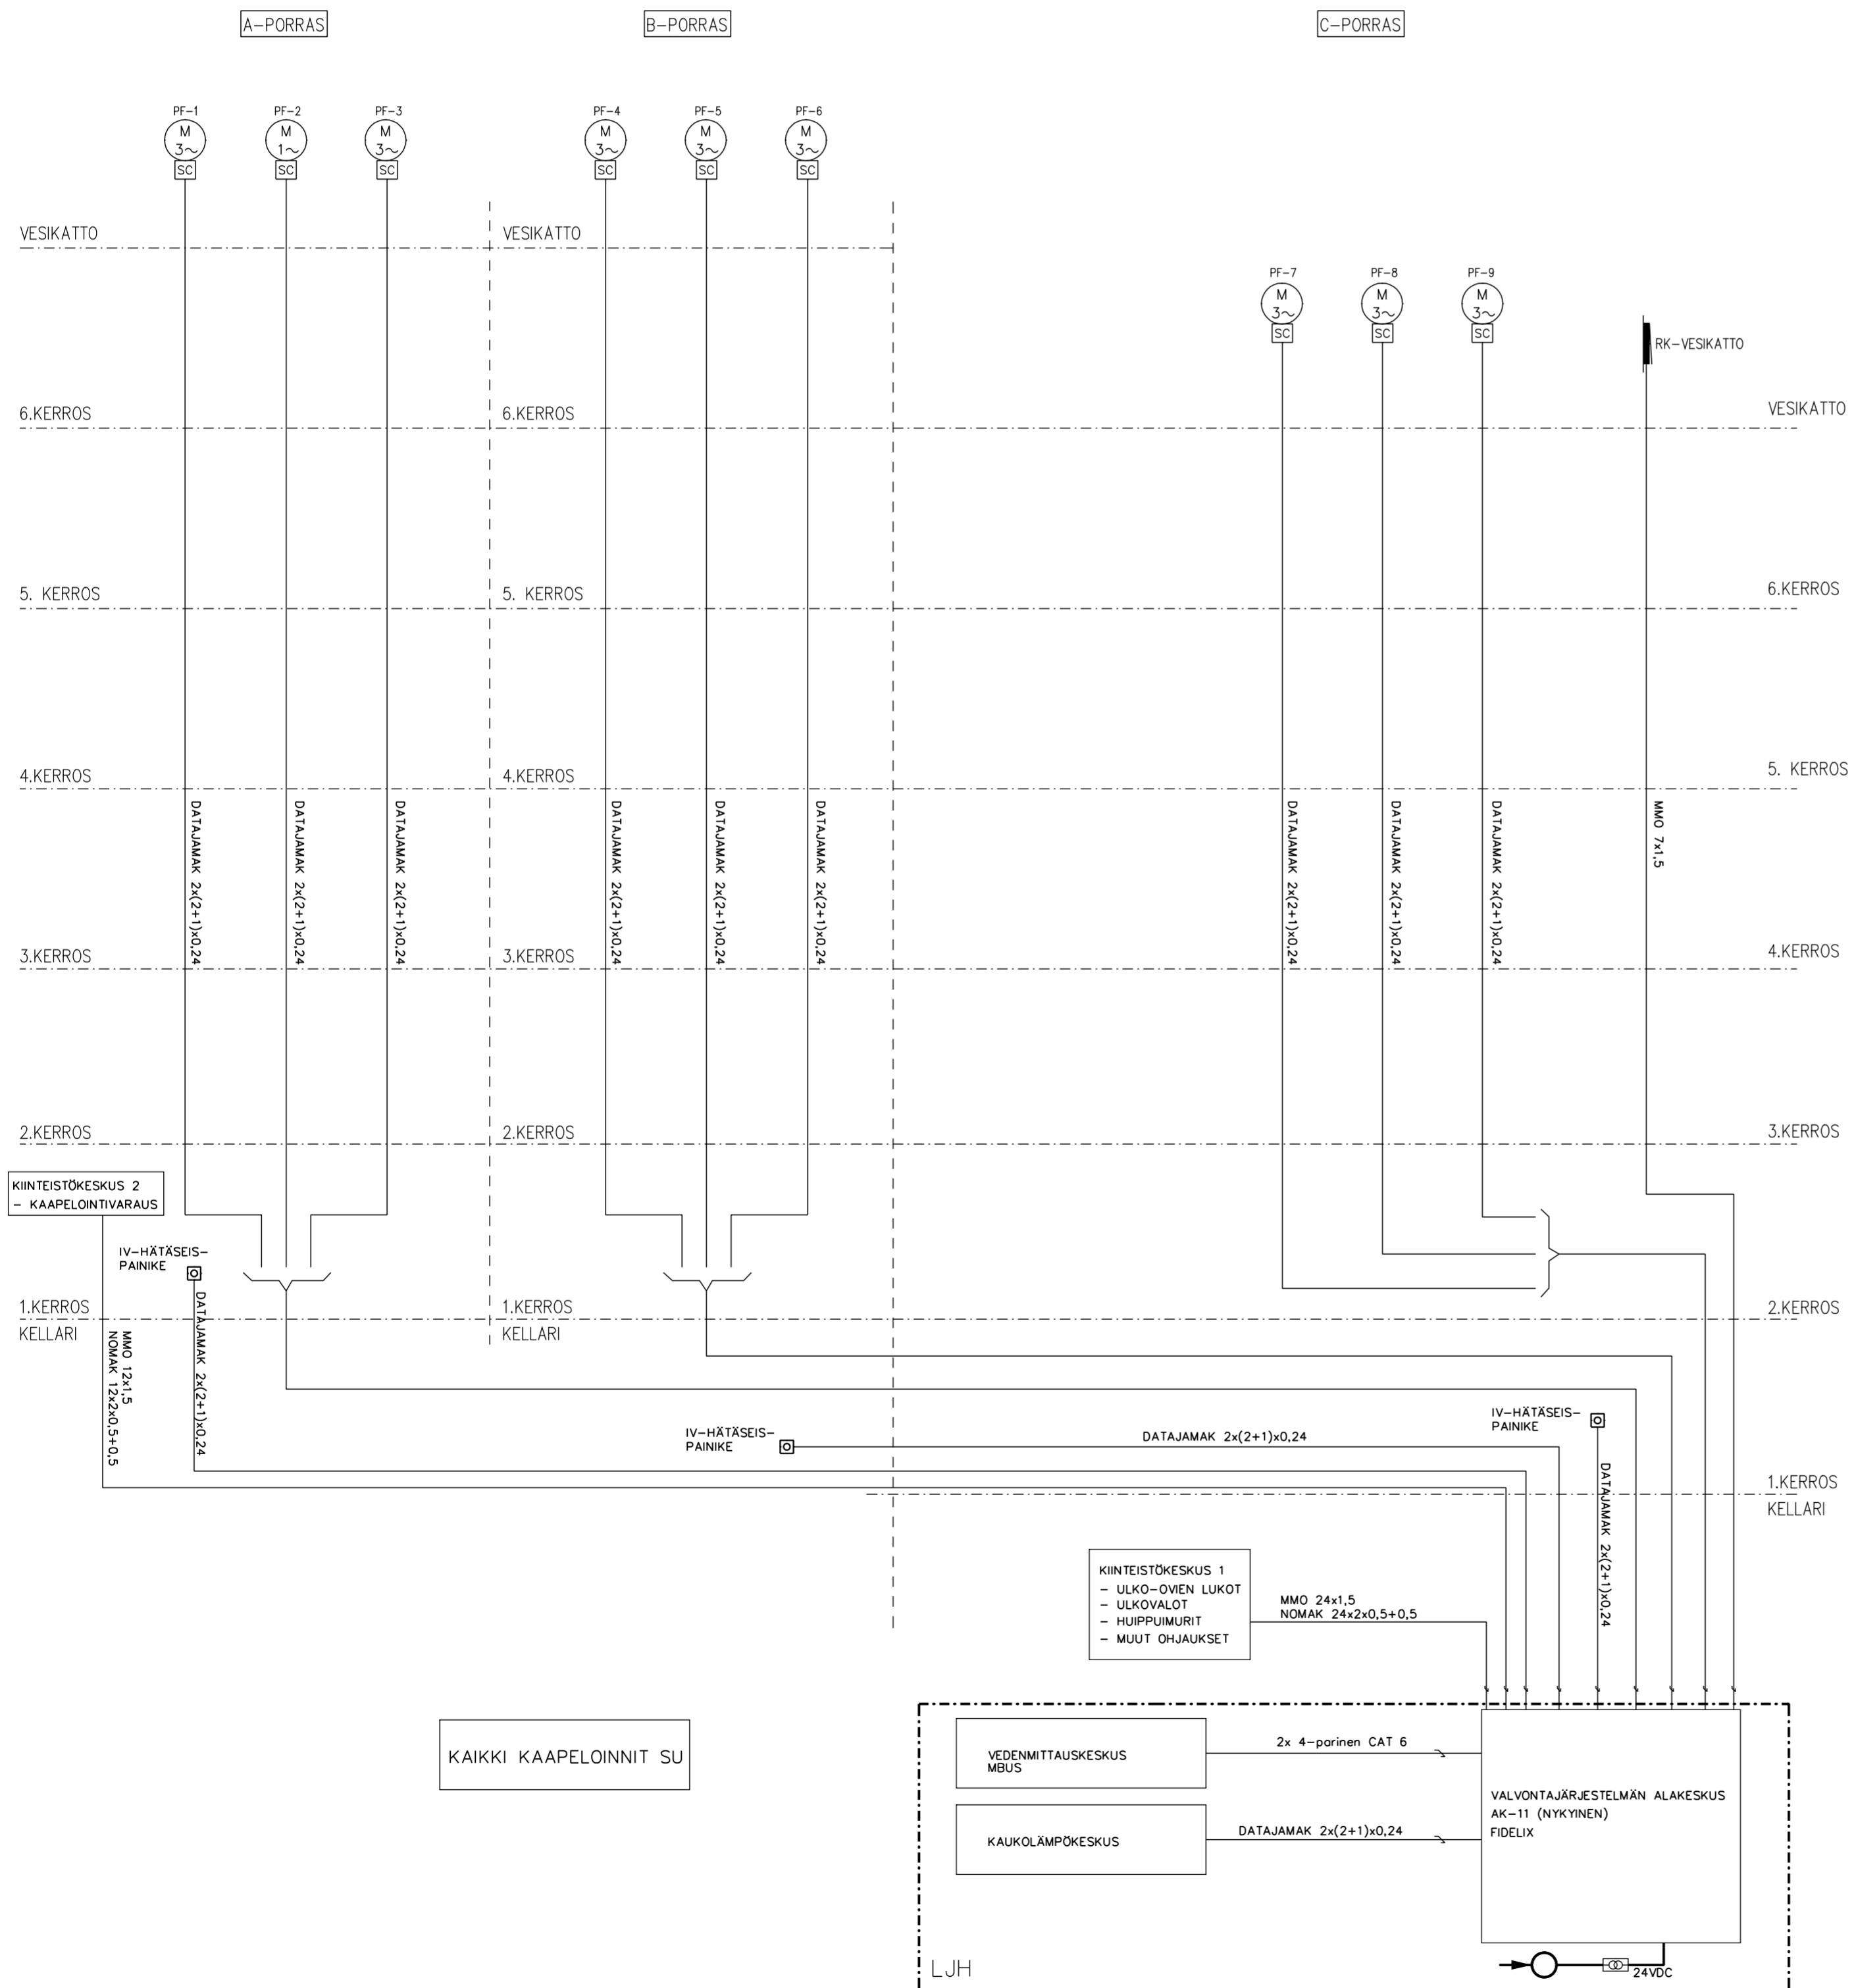 A-PORRAS
B-PORRAS
C-PORRAS
PF-1
PF-2
PF-3
PF-4
PF-5
PF-6
M
3~
M
1~
M
3~
M
3~
M
3~
M
3~
SC
SC
SC
SC
SC
SC
VESIKATTO
VESIKATTO
PF-7
PF-8
PF-9
M
3~
M
3~
M
3~
SC
SC
SC
RK-VESIKATTO
6.KERROS
6.KERROS
VESIKATTO
5. KERROS
5. KERROS
6.KERROS
4.KERROS
4.KERROS
5. KERROS
DATAJAMAK 2x(2+1)x0,24
DATAJAMAK 2x(2+1)x0,24
DATAJAMAK 2x(2+1)x0,24
DATAJAMAK 2x(2+1)x0,24
DATAJAMAK 2x(2+1)x0,24
DATAJAMAK 2x(2+1)x0,24
DATAJAMAK 2x(2+1)x0,24
DATAJAMAK 2x(2+1)x0,24
DATAJAMAK 2x(2+1)x0,24
MMO 7x1,5
3.KERROS
3.KERROS
4.KERROS
2.KERROS
2.KERROS
3.KERROS
KIINTEISTÖKESKUS 2
- KAAPELOINTIVARAUS
IV-HÄTÄSEIS-
PAINIKE
DATAJAMAK 2x(2+1)x0,24
1.KERROS
KELLARI
1.KERROS
KELLARI
2.KERROS
MMO 12x1,5
NOMAK 12x2x0,5+0,5
IV-HÄTÄSEIS-
PAINIKE
DATAJAMAK 2x(2+1)x0,24
IV-HÄTÄSEIS-
PAINIKE
DATAJAMAK 2x(2+1)x0,24
1.KERROS
KELLARI
KIINTEISTÖKESKUS 1
- ULKO-OVIEN LUKOT
- ULKOVALOT
- HUIPPUIMURIT
- MUUT OHJAUKSET
MMO 24x1,5
NOMAK 24x2x0,5+0,5
KAIKKI KAAPELOINNIT SU
VEDENMITTAUSKESKUS
MBUS
2x 4-parinen CAT 6
KAUKOLÄMPÖKESKUS
DATAJAMAK 2x(2+1)x0,24
VALVONTAJÄRJESTELMÄN ALAKESKUS
AK-11 (NYKYINEN)
FIDELIX
LJH
24VDC